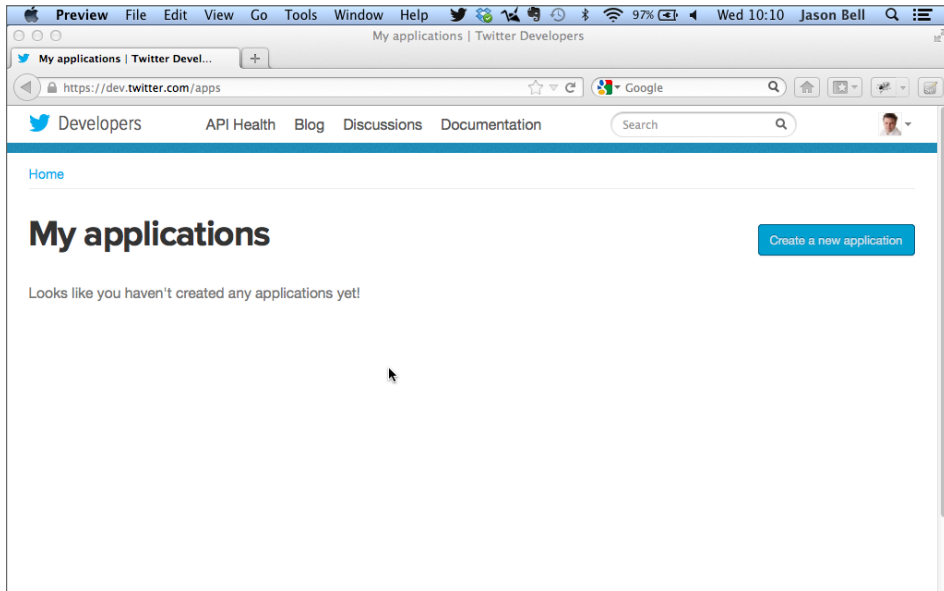 Preview File Edit View Go Tools Window Help 97% Wed 10:10 Jason Bell
My applications | Twitter Developers
My applications | Twitter Devel...
https://dev.twitter.com/apps Google
Developers API Health Blog Discussions Documentation Search
Home
My applications Create a new application
Looks like you haven't created any applications yet!